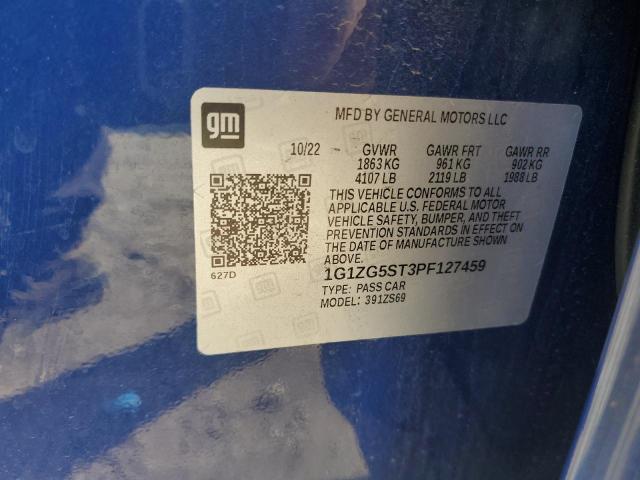 gm
MFD BY GENERAL MOTORS LLC
10/22 GVWR GAWR FRT GAWR RR
1863 KG 961 KG 902 KG
4107 LB 2119 LB 1988 LB
THIS VEHICLE CONFORMS TO ALL
APPLICABLE U.S. FEDERAL MOTOR
VEHICLE SAFETY, BUMPER, AND THEFT
PREVENTION STANDARDS IN EFFECT ON
THE DATE OF MANUFACTURE SHOWN
ABOVE.
627D
1G1ZG5ST3PF127459
TYPE: PASS CAR
MODEL: 391ZS69